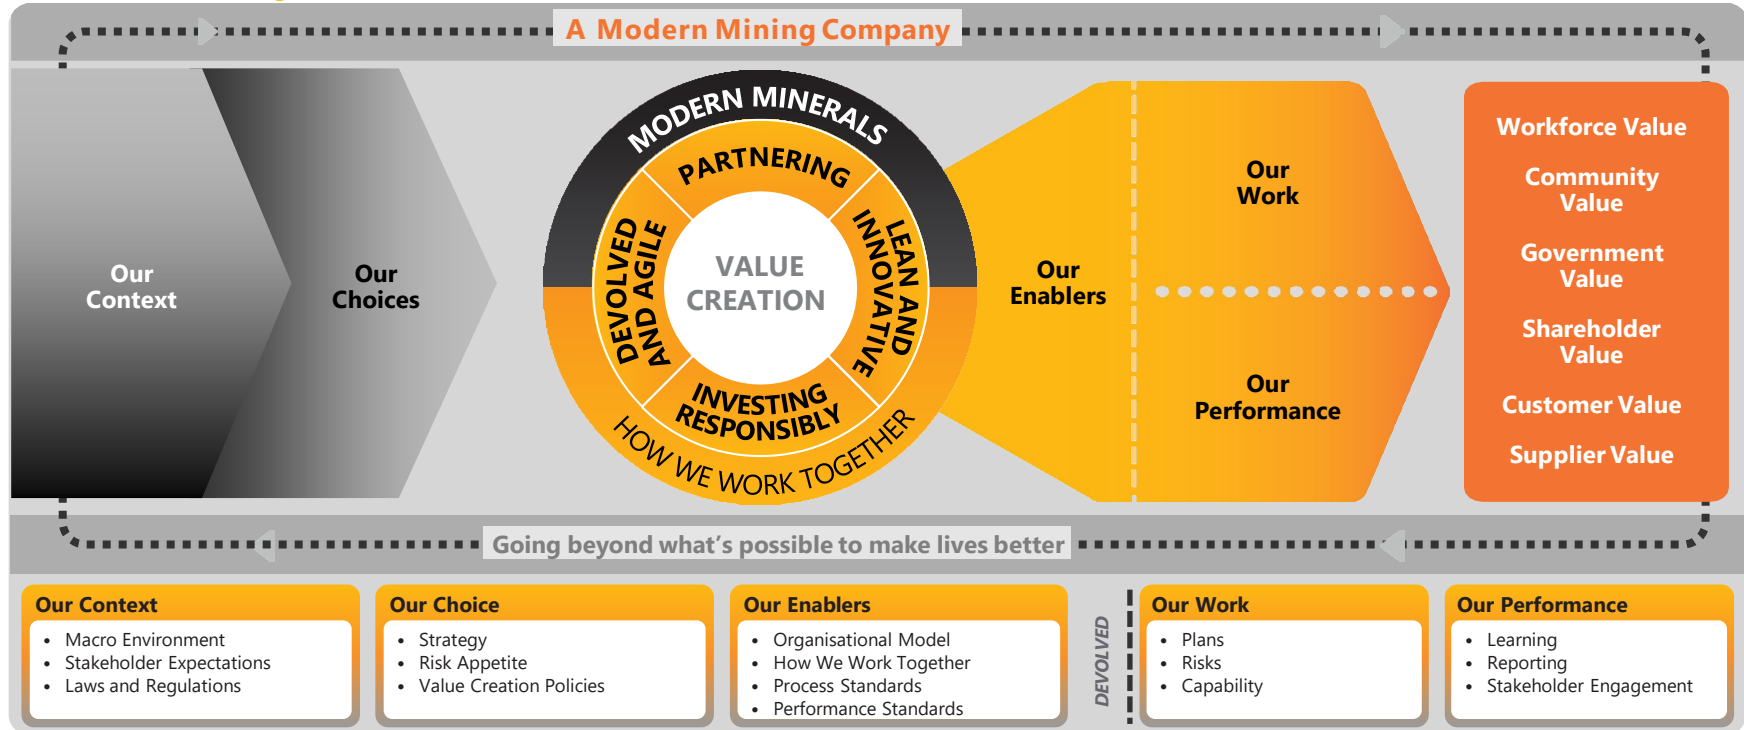 A Modern Mining Company
Our
Context
Our
Choices
MODERN MINERALS
PARTNERING
DEVOLVED
AND AGILE
VALUE
CREATION
LEAN AND
INNOVATIVE
INVESTING
RESPONSIBLY
HOW WE WORK TOGETHER
Our
Enablers
Our
Work
Our
Performance
Workforce Value
Community
Value
Government
Value
Shareholder
Value
Customer Value
Supplier Value
Going beyond what's possible to make lives better
Our Context
• Macro Environment
• Stakeholder Expectations
• Laws and Regulations
Our Choice
• Strategy
• Risk Appetite
• Value Creation Policies
Our Enablers
• Organisational Model
• How We Work Together
• Process Standards
• Performance Standards
DEVOLVED
Our Work
• Plans
• Risks
• Capability
Our Performance
• Learning
• Reporting
• Stakeholder Engagement